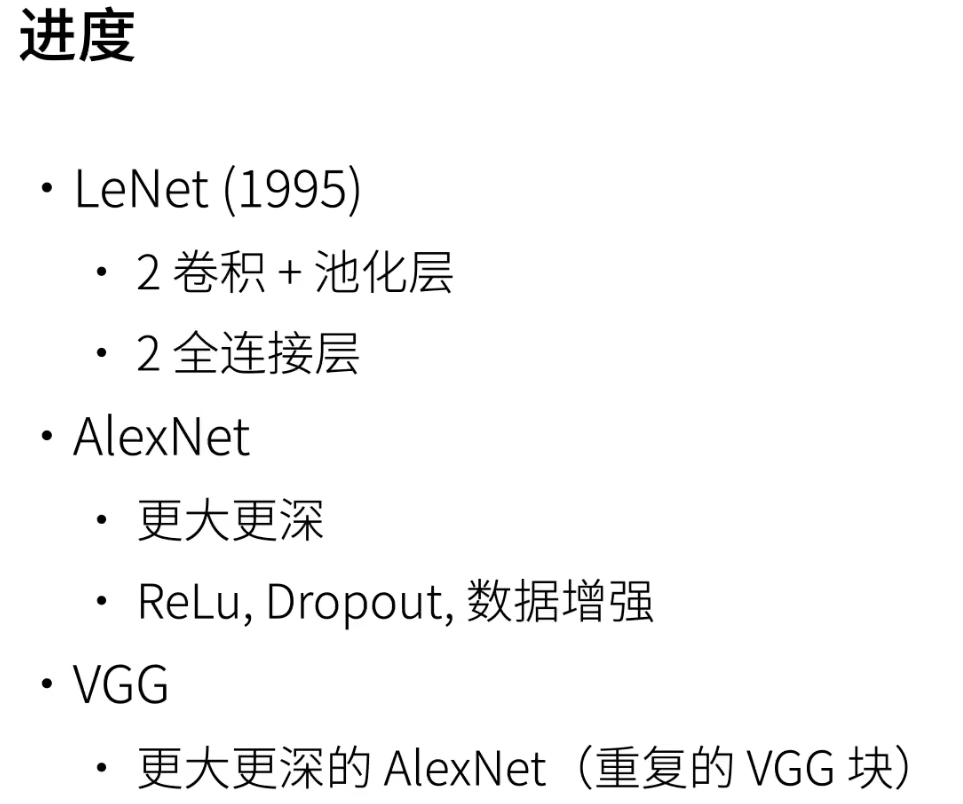 进度
• LeNet (1995)
• 2 卷积 + 池化层
• 2 全连接层
• AlexNet
• 更大更深
• ReLu, Dropout, 数据增强
• VGG
• 更大更深的 AlexNet（重复的 VGG 块）